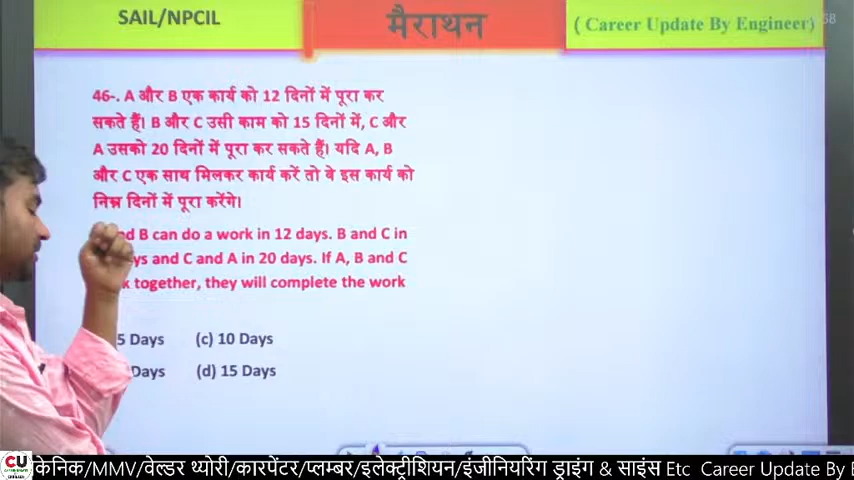 SAIL/NPCIL
मैराथन
( Career Update By Engineer)
46-. A और B एक कार्य को 12 दिनों में पूरा कर
सकते हैं। B और C उसी काम को 15 दिनों में, C और
A उसको 20 दिनों में पूरा कर सकते हैं। यदि A, B
और C एक साथ मिलकर कार्य करें तो वे इस कार्य को
निम्न दिनों में पूरा करेंगे।
B can do a work in 12 days. B and C in
and C and A in 20 days. If A, B and C
together, they will complete the work
5 Days (c) 10 Days
Days (d) 15 Days
CU
केनिक/MMV/वेल्डर थ्योरी/कारपेंटर/प्लम्बर/इलेक्ट्रीशियन/इंजीनियरिंग ड्राइंग & साइंस Etc Career Update By